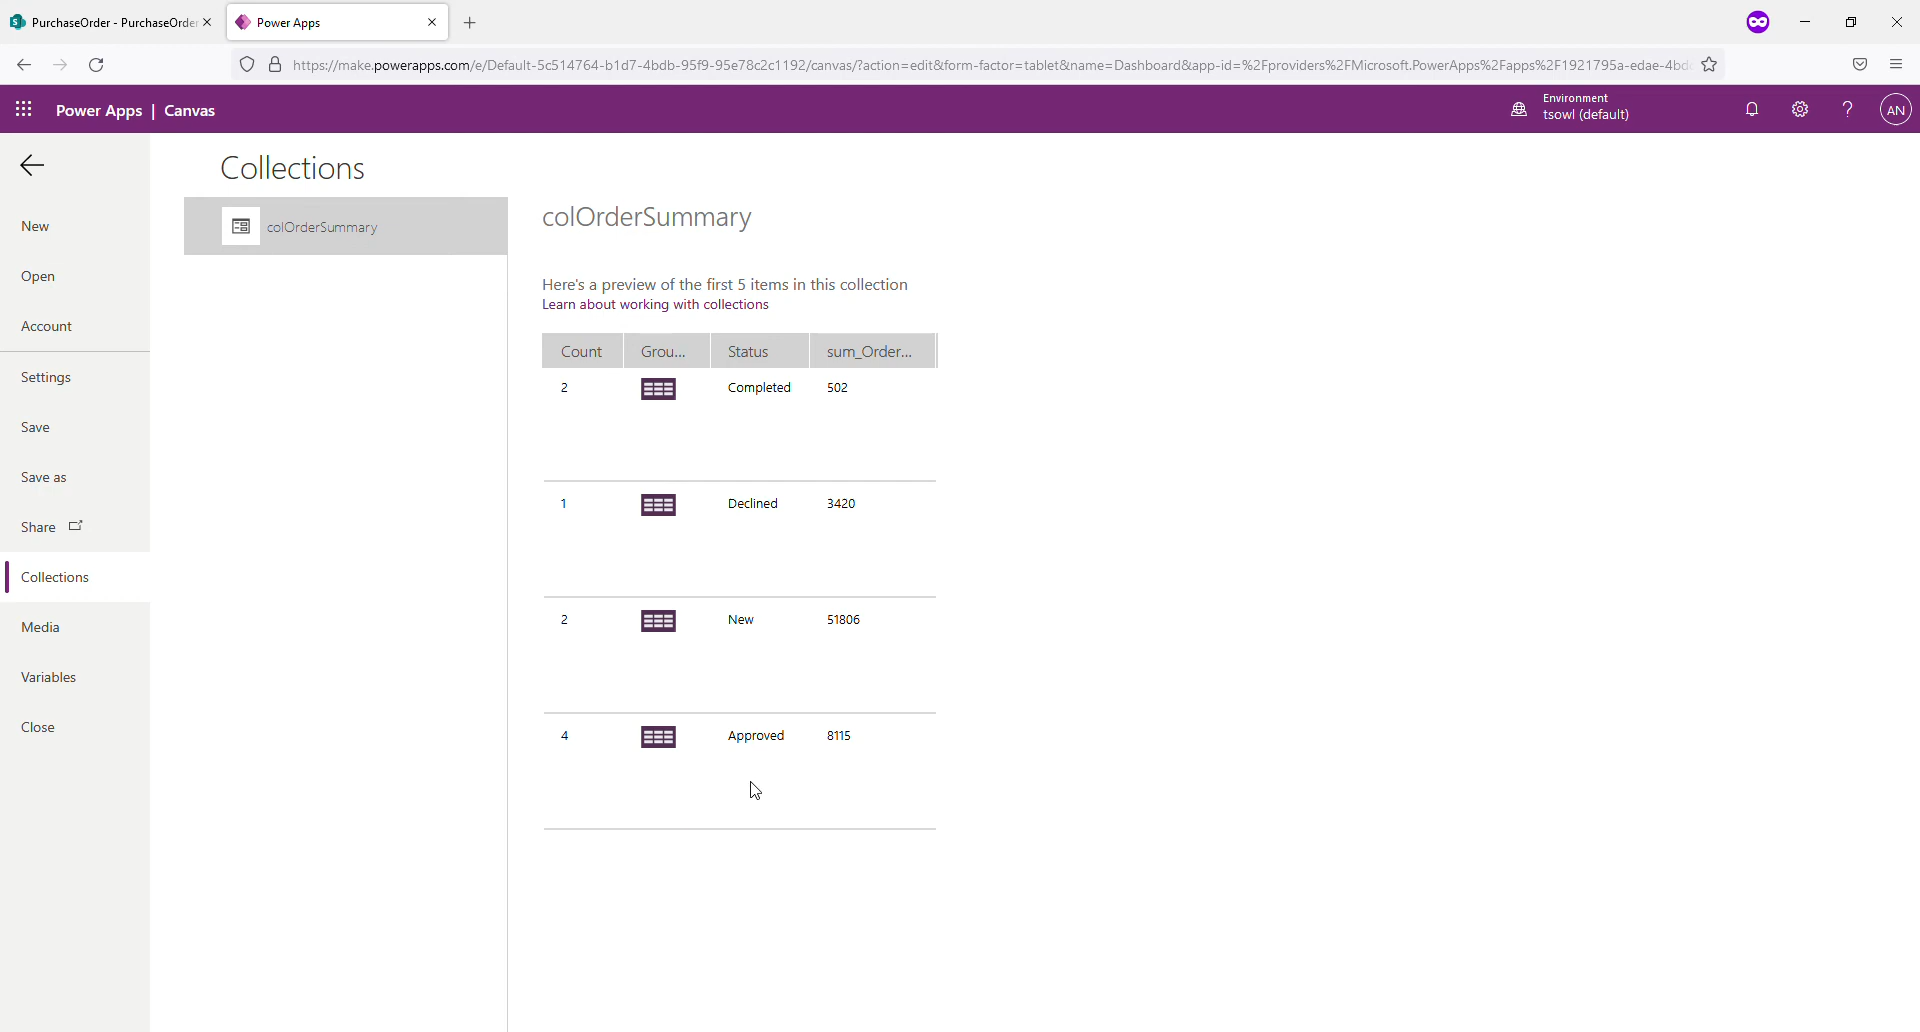 PurchaseOrder - PurchaseOrder
Power Apps
https://make.powerapps.com/e/Default-5c514764-b1d7-4bdb-95f9-95e78c2c1192/canvas/?action=edit&form-factor=tablet&name=Dashboard&app-id=%2Fproviders%2FMicrosoft.PowerApps%2Fapps%2F1921795a-edae-4bd
Power Apps | Canvas
Environment
tsowl (default)
?
AN
New
Open
Account
Settings
Save
Save as
Share
Collections
Media
Variables
Close
Collections
colOrderSummary
colOrderSummary
Here's a preview of the first 5 items in this collection
Learn about working with collections
Count Grou... Status sum_Order...
2 Completed 502
1 Declined 3420
2 New 51806
4 Approved 8115